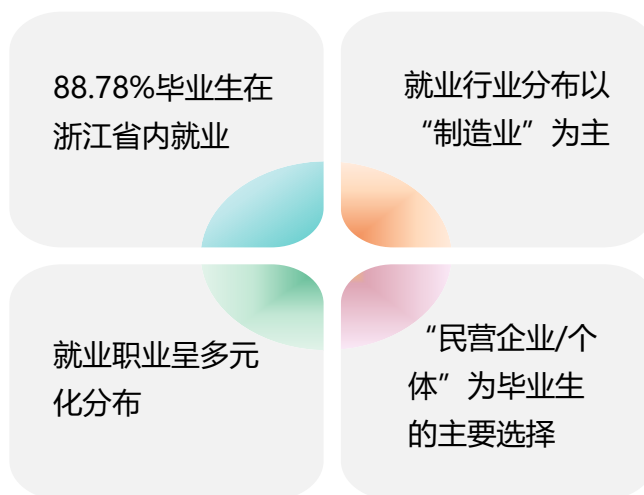 88.78%毕业生在
浙江省内就业
就业行业分布以
“制造业”为主
就业职业呈多元
化分布
“民营企业/个
体”为毕业生
的主要选择